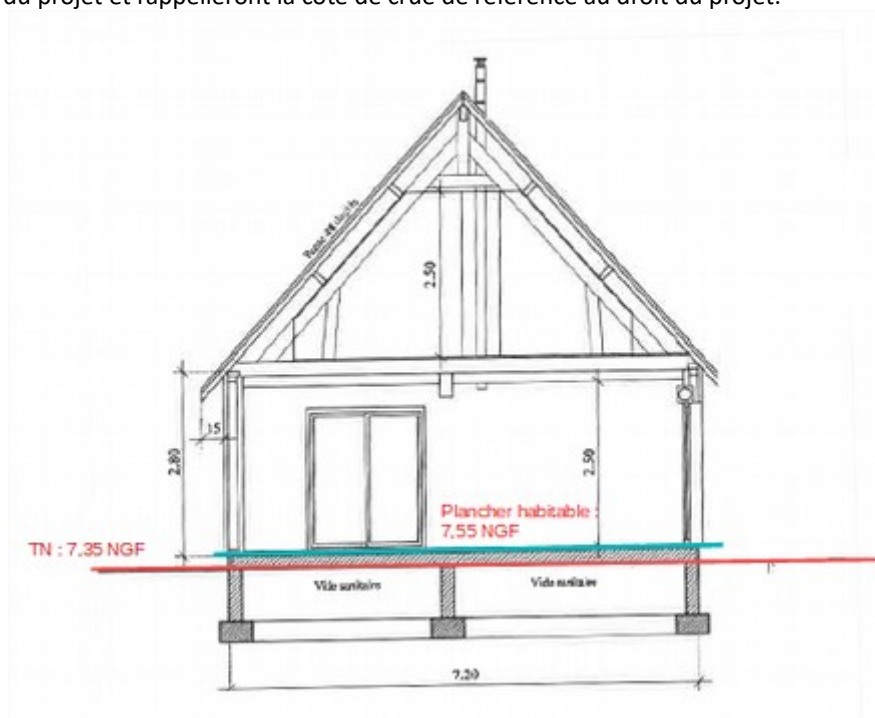 du projet et rappelleront la cote de crue de référence au droit du projet.
2.50
15
2.80
2.50
Plancher habitable :
7,55 NGF
TN : 7,35 NGF
Vide sanitaire
Vide sanitaire
7.20